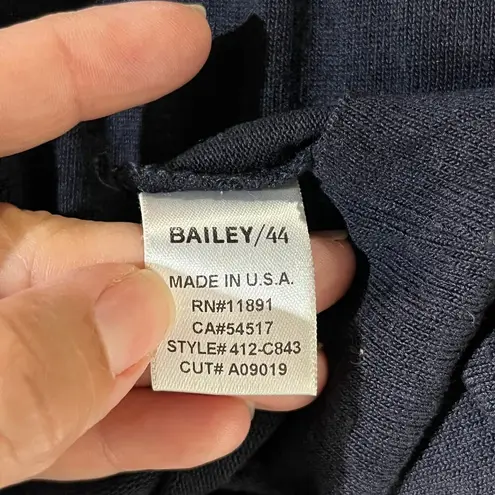 BAILEY/44
MADE IN U.S.A.
RN#11891
CA#54517
STYLE# 412-C843
CUT# A09019